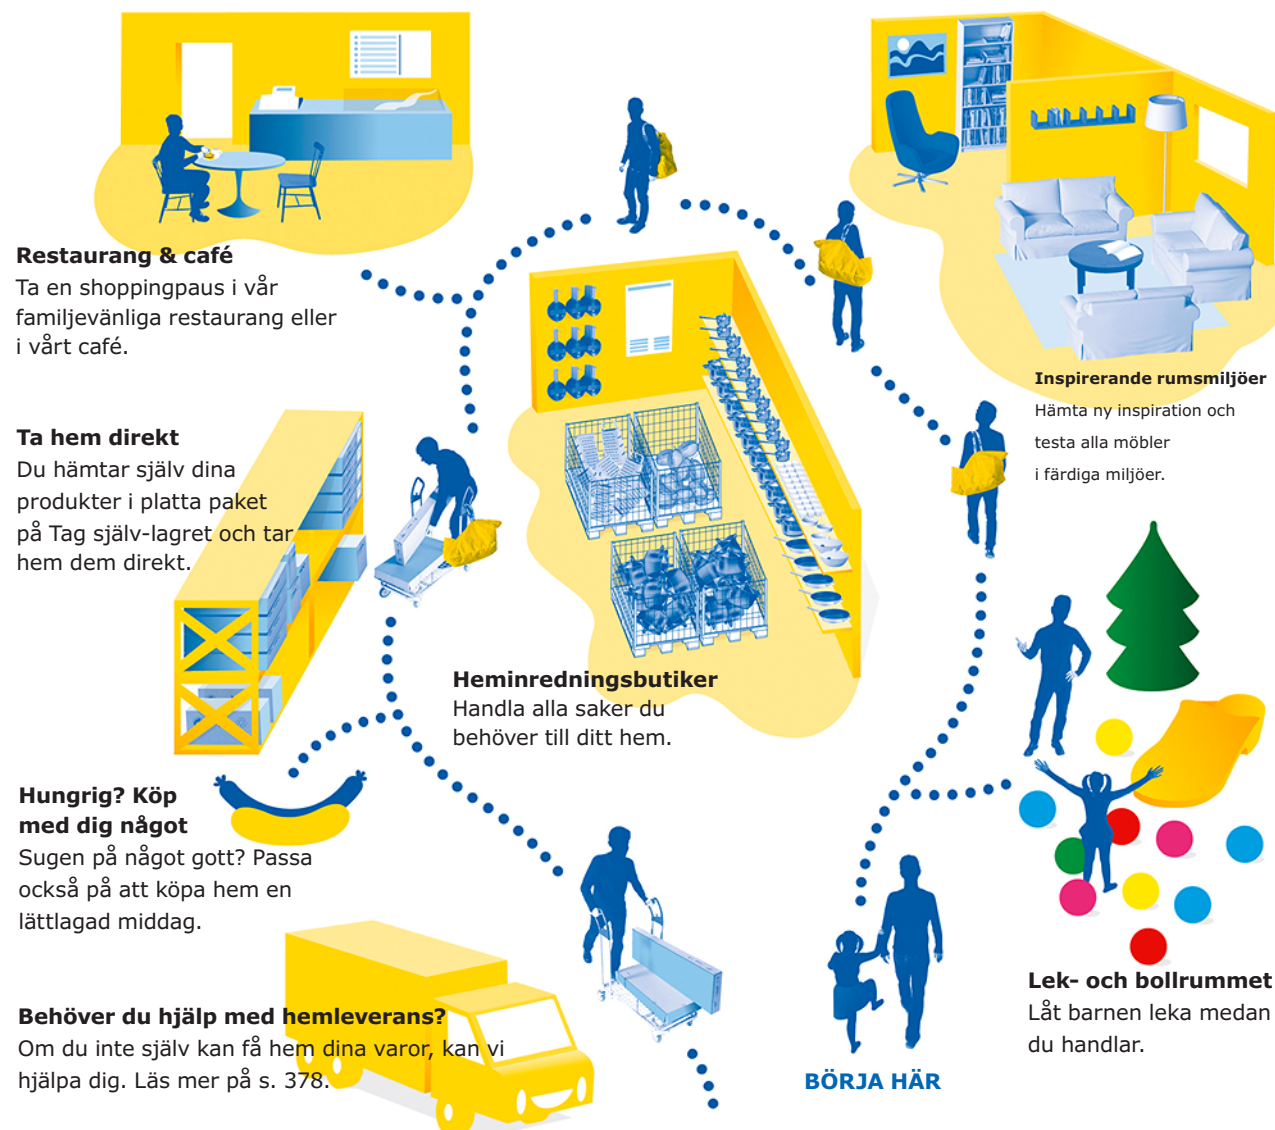 Restaurang & café
Ta en shoppingpaus i vår
familjevänliga restaurang eller
i vårt café.
Inspirerande rumsmiljöer
Hämta ny inspiration och
testa alla möbler
i färdiga miljöer.
Ta hem direkt
Du hämtar själv dina
produkter i platta paket
på Tag själv-lagret och tar
hem dem direkt.
Heminredningsbutiker
Handla alla saker du
behöver till ditt hem.
Hungrig? Köp
med dig något
Sugen på något gott? Passa
också på att köpa hem en
lättlagad middag.
Lek- och bollrummet
Låt barnen leka medan
du handlar.
Behöver du hjälp med hemleverans?
Om du inte själv kan få hem dina varor, kan vi
hjälpa dig. Läs mer på s. 378.
BÖRJA HÄR